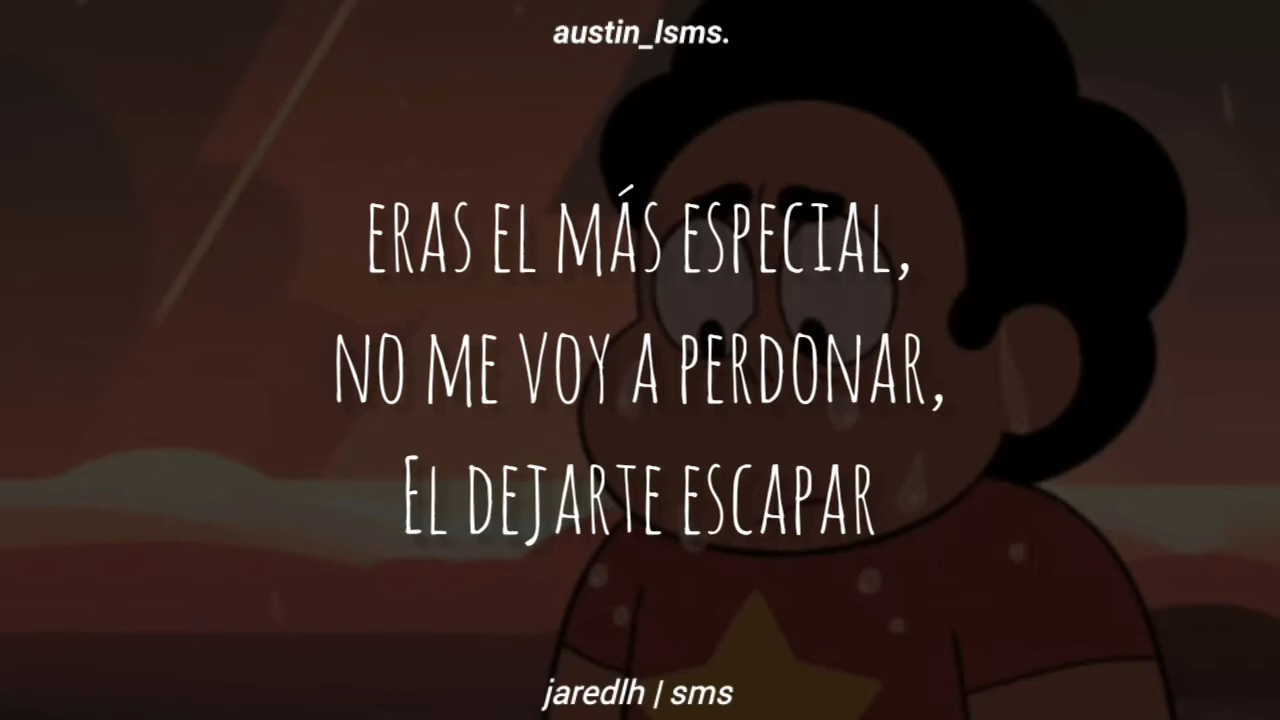 austin_lsms.
ERAS EL MÁS ESPECIAL,
NO ME VOY A PERDONAR,
EL DEJARTE ESCAPAR
jaredlh | sms